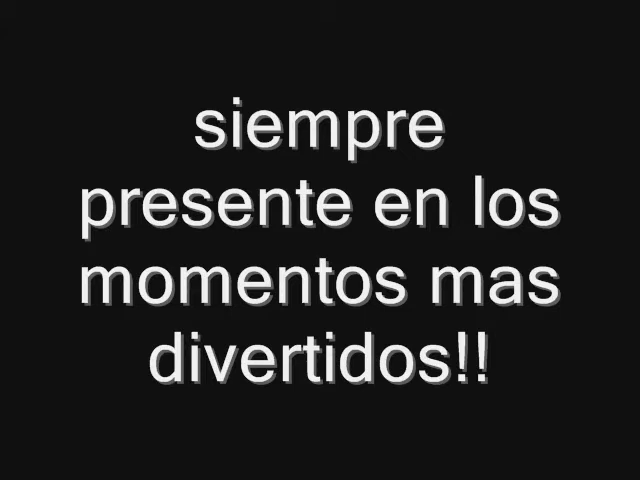 siempre
presente en los
momentos mas
divertidos!!